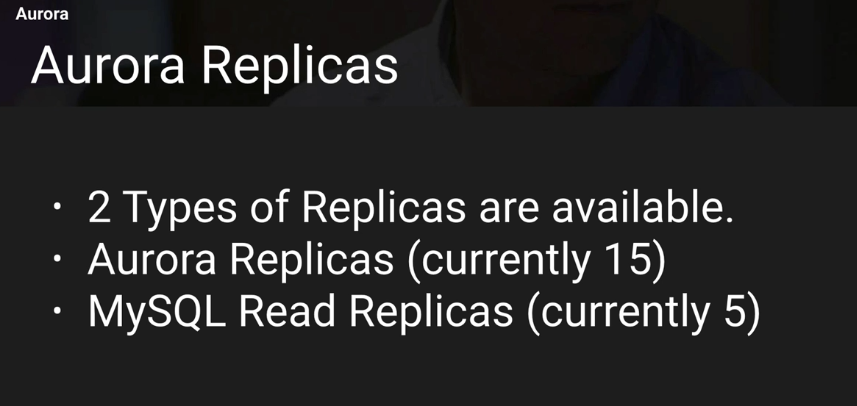 Aurora
Aurora Replicas
• 2 Types of Replicas are available.
• Aurora Replicas (currently 15)
• MySQL Read Replicas (currently 5)